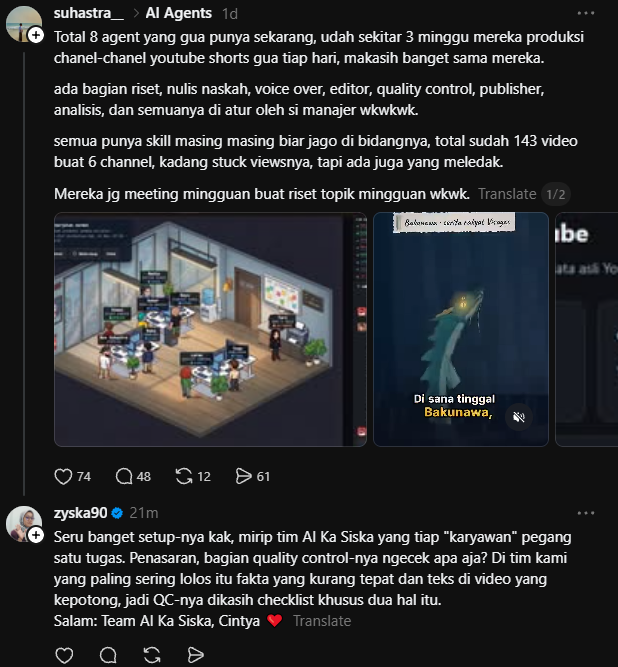 suhastra__ > AI Agents 1d
Total 8 agent yang gua punya sekarang, udah sekitar 3 minggu mereka produksi
chanel-chanel youtube shorts gua tiap hari, makasih banget sama mereka.
ada bagian riset, nulis naskah, voice over, editor, quality control, publisher,
analisis, dan semuanya di atur oleh si manajer wkwkwk.
semua punya skill masing masing biar jago di bidangnya, total sudah 143 video
buat 6 channel, kadang stuck viewsnya, tapi ada juga yang meledak.
Mereka jg meeting mingguan buat riset topik mingguan wkwk. Translate 1/2
Bakunawa · cerita rakyat Visayas
Di sana tinggal
Bakunawa,
ibe
ata asli Yo
74 48 12 61
zyska90 21m
Seru banget setup-nya kak, mirip tim AI Ka Siska yang tiap "karyawan" pegang
satu tugas. Penasaran, bagian quality control-nya ngecek apa aja? Di tim kami
yang paling sering lolos itu fakta yang kurang tepat dan teks di video yang
kepotong, jadi QC-nya dikasih checklist khusus dua hal itu.
Salam: Team AI Ka Siska, Cintya ❤️ Translate